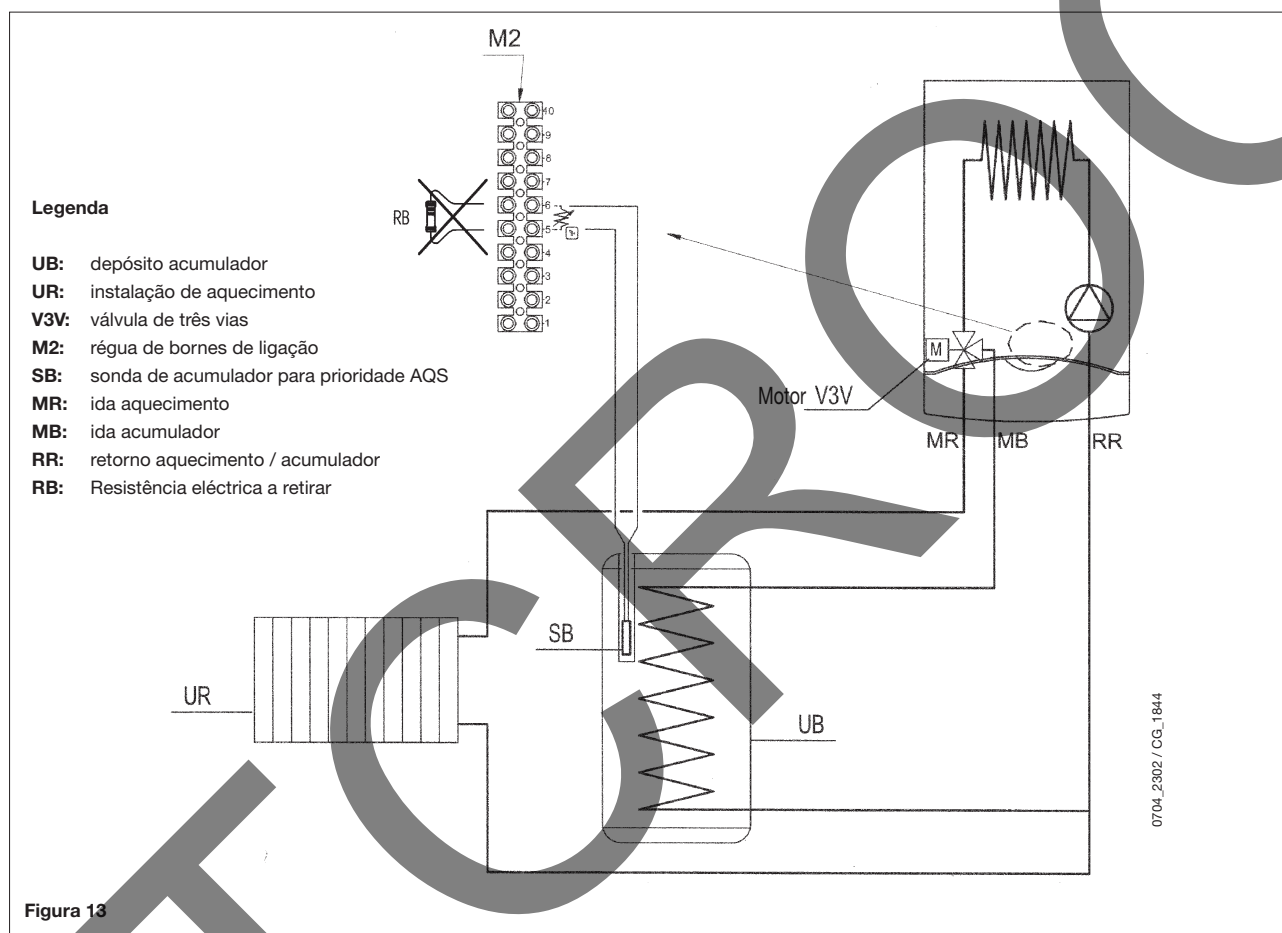 M2
10
9
8
7
6
5
4
3
2
1
RB
Legenda
UB: depósito acumulador
UR: instalação de aquecimento
V3V: válvula de três vias
M2: régua de bornes de ligação
SB: sonda de acumulador para prioridade AQS
MR: ida aquecimento
MB: ida acumulador
RR: retorno aquecimento / acumulador
RB: Resistência eléctrica a retirar
M
Motor V3V
MR MB RR
SB
UR
UB
0704_2302 / CG_1844
Figura 13